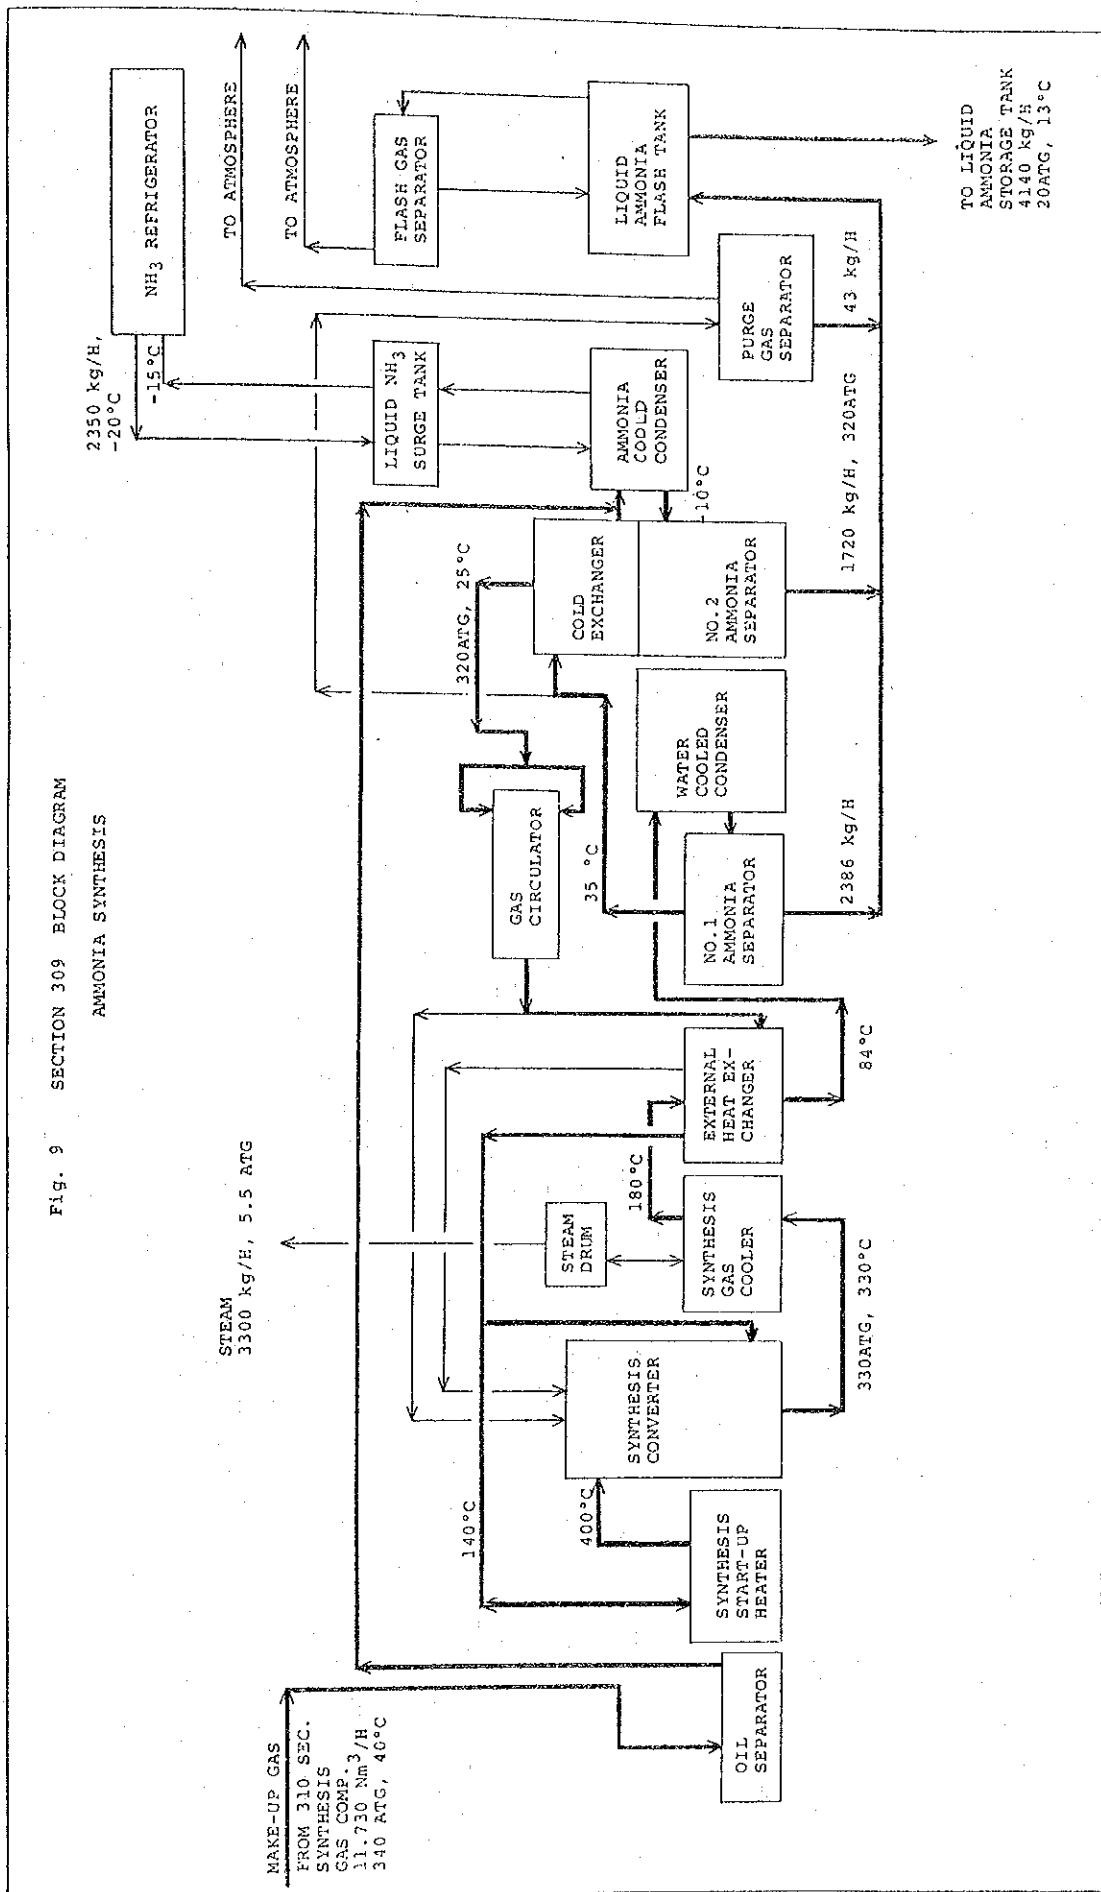 Fig. 9 SECTION 309 BLOCK DIAGRAM
AMMONIA SYNTHESIS
MAKE-UP GAS
FROM 310 SEC.
SYNTHESIS
GAS COMP.
11.730 Nm³/H
340 ATG, 40°C
OIL
SEPARATOR
STEAM
3300 kg/H, 5.5 ATG
140°C
400°C
SYNTHESIS
START-UP
HEATER
SYNTHESIS
CONVERTER
330ATG, 330°C
STEAM
DRUM
SYNTHESIS
GAS
COOLER
180°C
EXTERNAL
HEAT EX-
CHANGER
84°C
GAS
CIRCULATOR
35 °C
NO.1
AMMONIA
SEPARATOR
2386 kg/H
WATER
COOLED
CONDENSER
320ATG, 25°C
COLD
EXCHANGER
NO.2
AMMONIA
SEPARATOR
-10°C
1720 kg/H, 320ATG
2350 kg/H,
-20°C
-15°C
NH₃ REFRIGERATOR
LIQUID NH₃
SURGE TANK
AMMONIA
COOLD
CONDENSER
PURGE
GAS
SEPARATOR
43 kg/H
TO ATMOSPHERE
TO ATMOSPHERE
FLASH GAS
SEPARATOR
LIQUID
AMMONIA
FLASH TANK
TO LIQUID
AMMONIA
STORAGE TANK
4140 kg/H
20ATG, 13°C